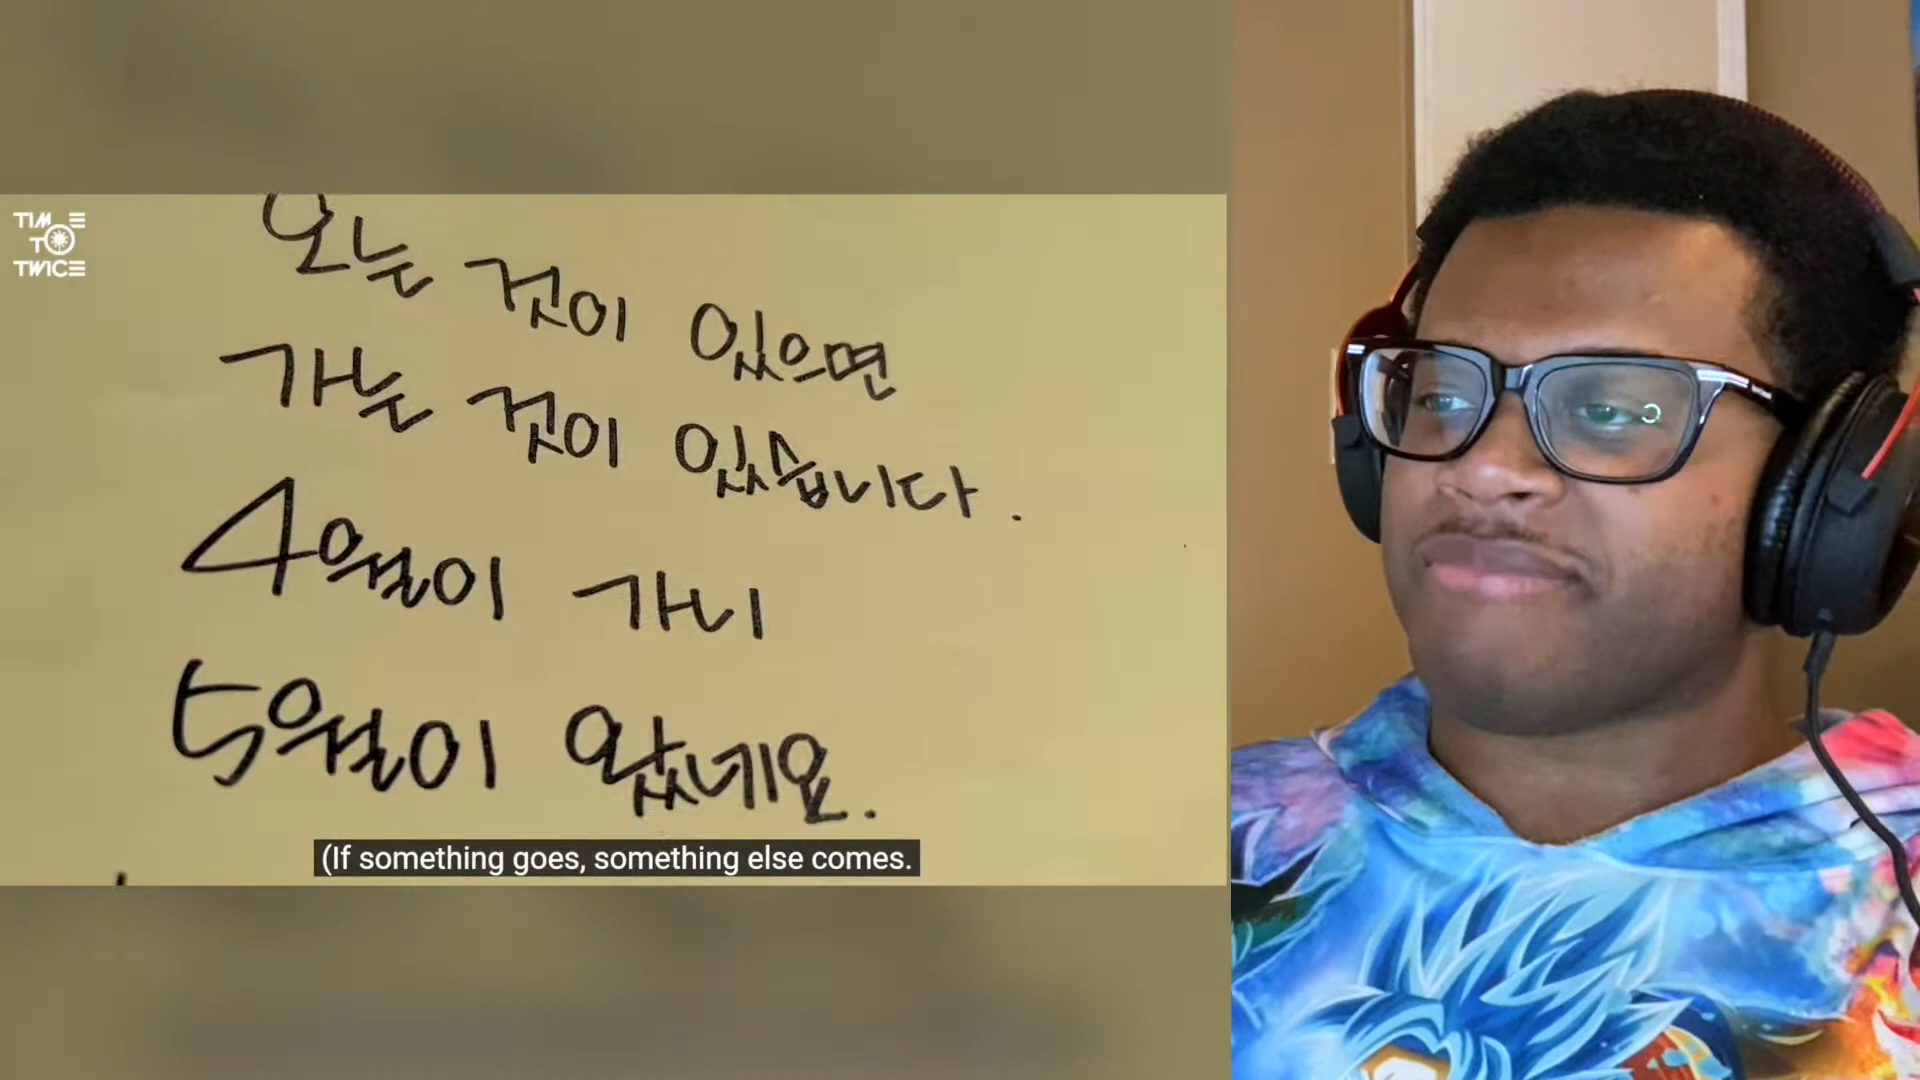 TIME
TO
TWICE
오는 것이 있으면
가는 것이 있습니다.
4월이 가니
5월이 왔네요.
(If something goes, something else comes.